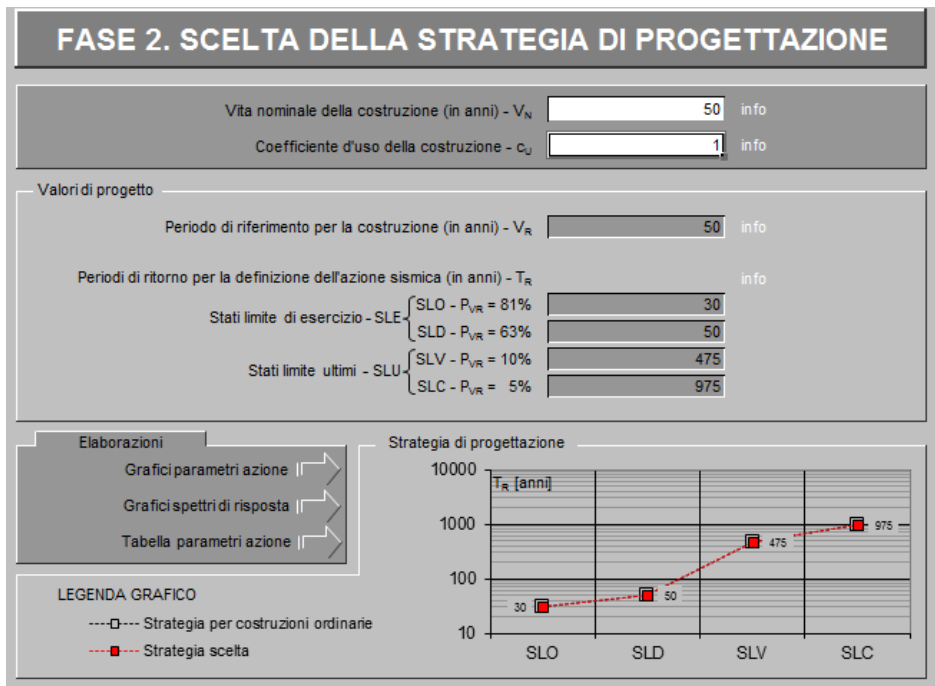 FASE 2. SCELTA DELLA STRATEGIA DI PROGETTAZIONE
Vita nominale della costruzione (in anni) - VN 50 info
Coefficiente d'uso della costruzione - cU 1 info
Valori di progetto
Periodo di riferimento per la costruzione (in anni) - VR 50 info
Periodi di ritorno per la definizione dell'azione sismica (in anni) - TR info
Stati limite di esercizio - SLE
SLO - PVR = 81% 30
SLD - PVR = 63% 50
Stati limite ultimi - SLU
SLV - PVR = 10% 475
SLC - PVR = 5% 975
Elaborazioni
Grafici parametri azione
Grafici spettri di risposta
Tabella parametri azione
LEGENDA GRAFICO
Strategia per costruzioni ordinarie
Strategia scelta
Strategia di progettazione
TR [anni]
10000
1000
100
10
30
50
475
975
SLO SLD SLV SLC